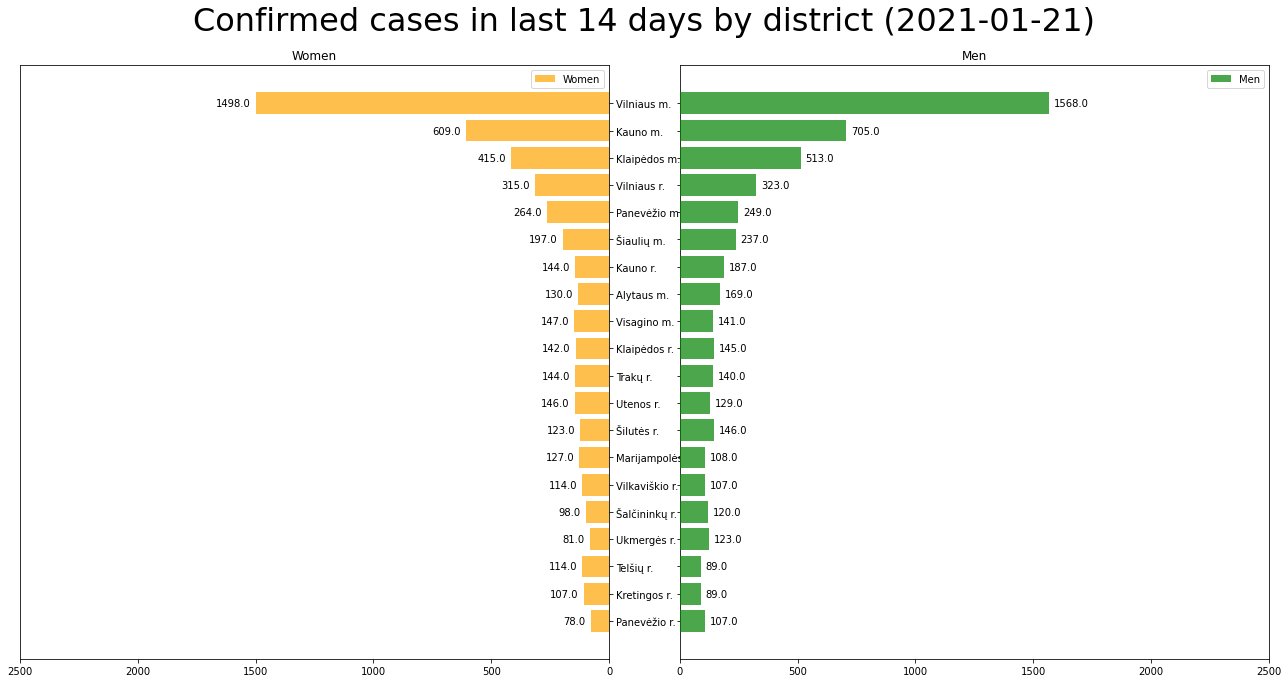 Confirmed cases in last 14 days by district (2021-01-21)
Women
Men
Women
Men
1498.0 Vilniaus m. 1568.0
609.0 Kauno m. 705.0
415.0 Klaipėdos m. 513.0
315.0 Vilniaus r. 323.0
264.0 Panevėžio m 249.0
197.0 Šiaulių m. 237.0
144.0 Kauno r. 187.0
130.0 Alytaus m. 169.0
147.0 Visagino m. 141.0
142.0 Klaipėdos r. 145.0
144.0 Trakų r. 140.0
146.0 Utenos r. 129.0
123.0 Šilutės r. 146.0
127.0 Marijampolės 108.0
114.0 Vilkaviškio r. 107.0
98.0 Šalčininkų r. 120.0
81.0 Ukmergės r. 123.0
114.0 Telšių r. 89.0
107.0 Kretingos r. 89.0
78.0 Panevėžio r. 107.0
2500 2000 1500 1000 500 0 0 500 1000 1500 2000 2500